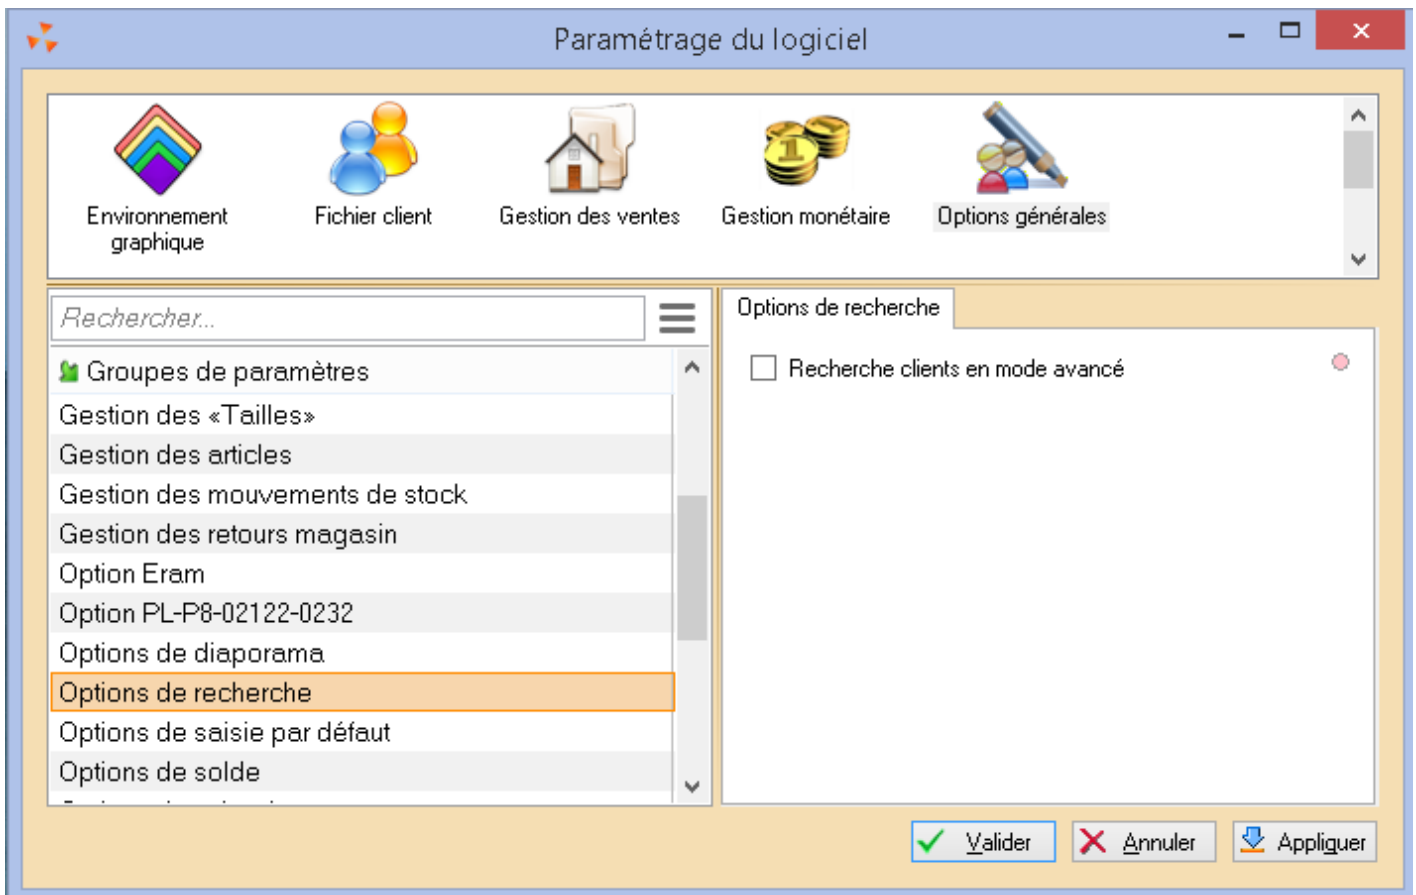 Paramétrage du logiciel
Environnement
graphique
Fichier client
Gestion des ventes
Gestion monétaire
Options générales
Rechercher...
Groupes de paramètres
Gestion des «Tailles»
Gestion des articles
Gestion des mouvements de stock
Gestion des retours magasin
Option Eram
Option PL-P8-02122-0232
Options de diaporama
Options de recherche
Options de saisie par défaut
Options de solde
Options de recherche
Recherche clients en mode avancé
Valider
Annuler
Appliquer